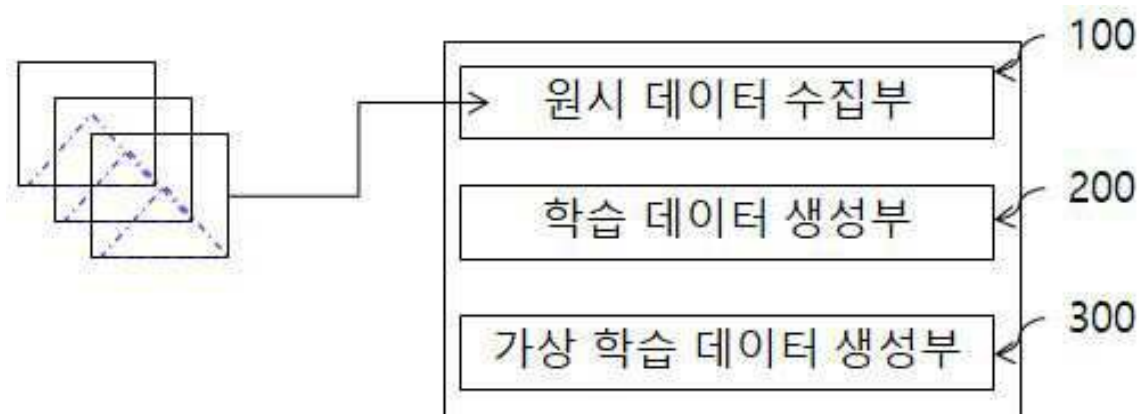 100
원시 데이터 수집부
200
학습 데이터 생성부
300
가상 학습 데이터 생성부